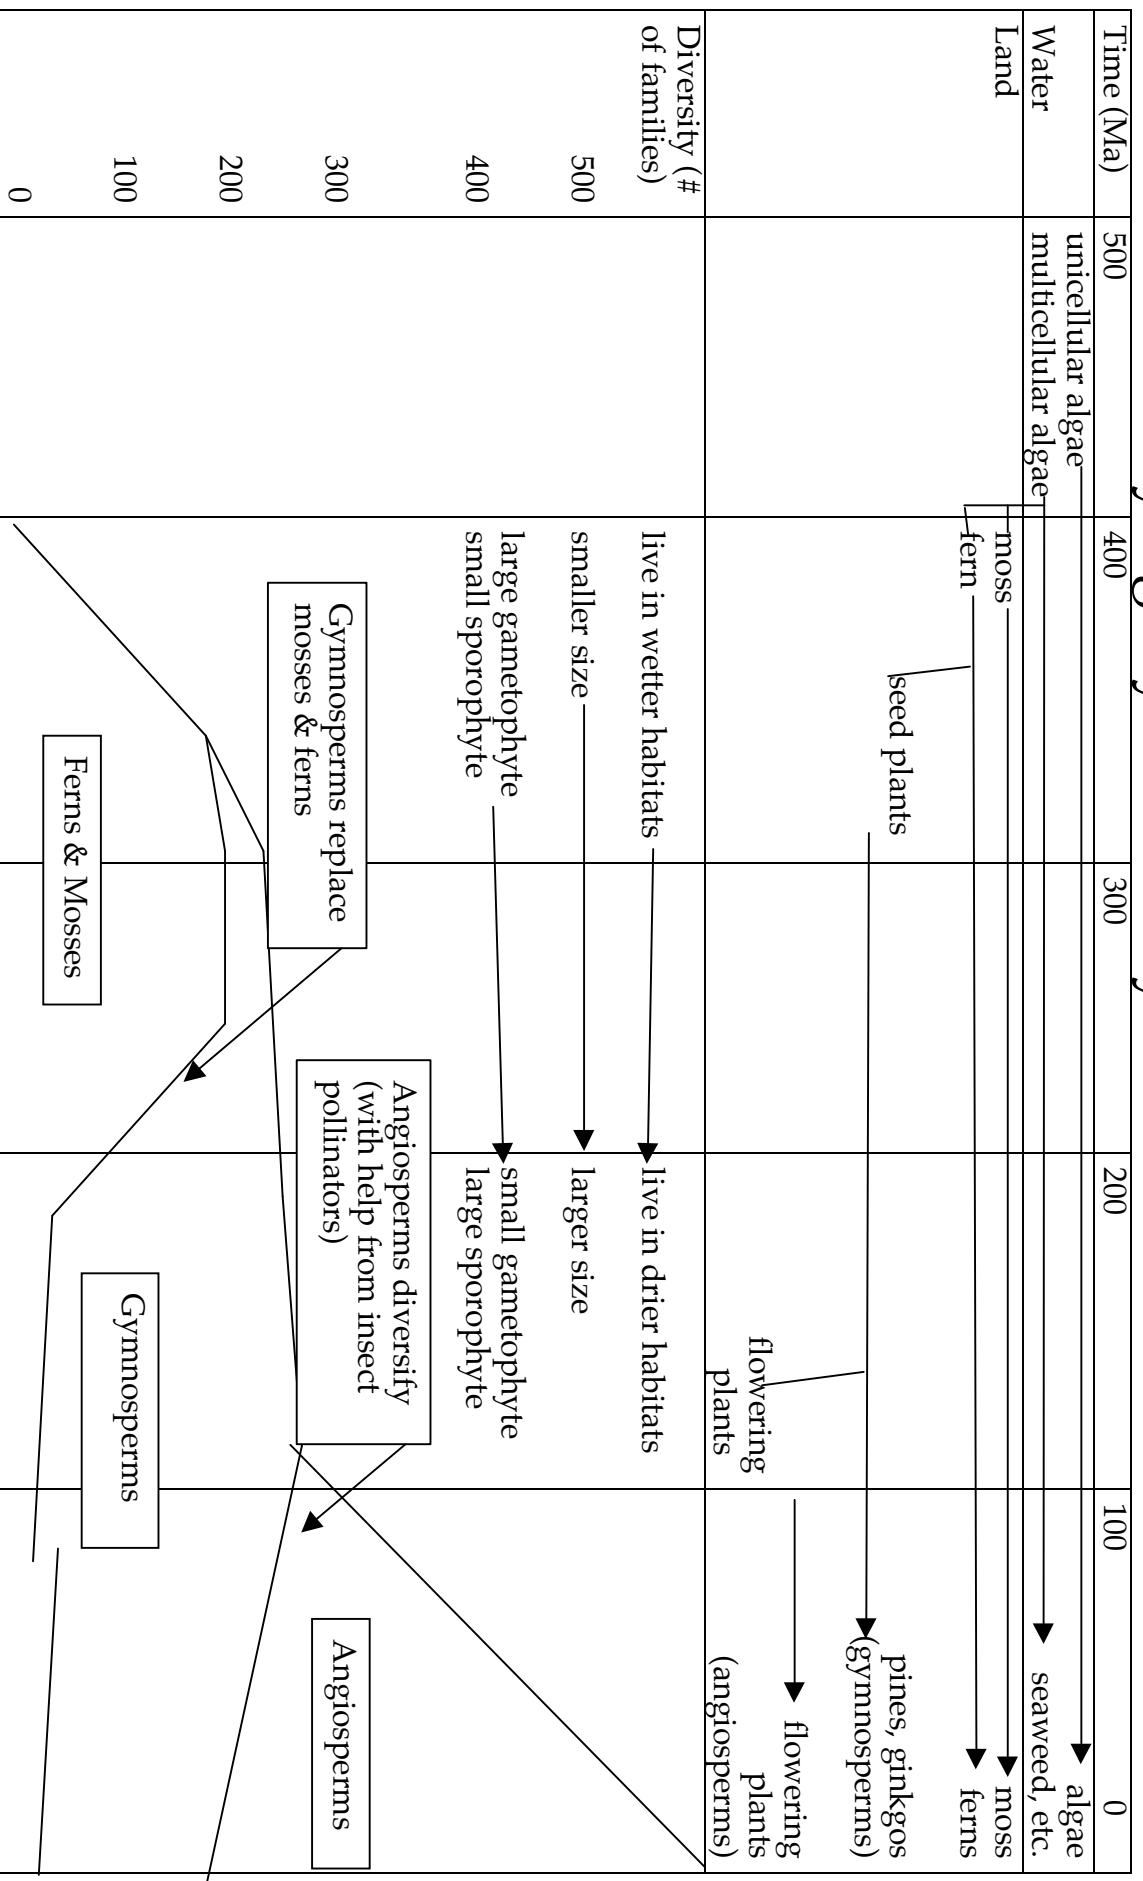 Time (Ma)
500
400
300
200
100
0
Water
unicellular algae
algae
multicellular algae
seaweed, etc.
Land
moss
moss
fern
ferns
seed plants
pines, ginkgos
(gymnosperms)
flowering
plants
flowering
plants
(angiosperms)
Diversity (#
of families)
live in wetter habitats
live in drier habitats
500
smaller size
larger size
400
large gametophyte
small sporophyte
small gametophyte
large sporophyte
300
200
100
0
Gymnosperms replace
mosses & ferns
Angiosperms diversify
(with help from insect
pollinators)
Ferns & Mosses
Gymnosperms
Angiosperms